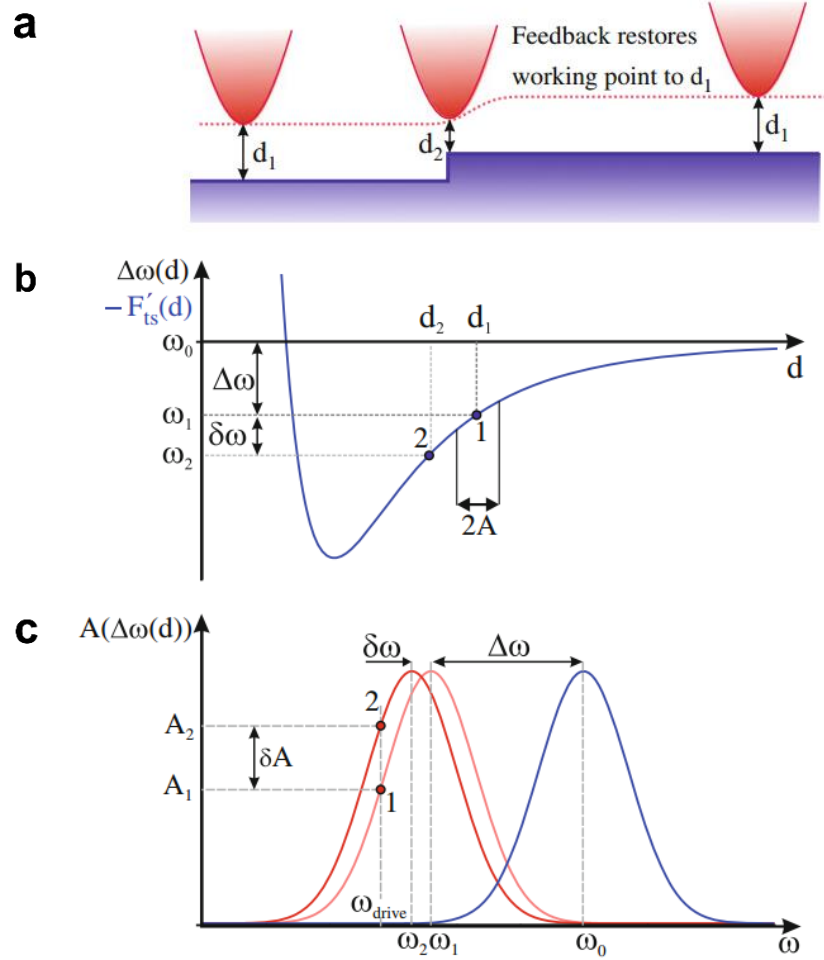 a
Feedback restores
working point to d₁
d₁
d₂
d₁
b
Δω(d)
−F′ts(d)
d₂ d₁
ω₀
d
Δω
ω₁
δω
2 1
ω₂
2A
c
A(Δω(d))
δω Δω
2
A₂
δA
A₁
1
ωdrive
ω₂ω₁ ω₀ ω